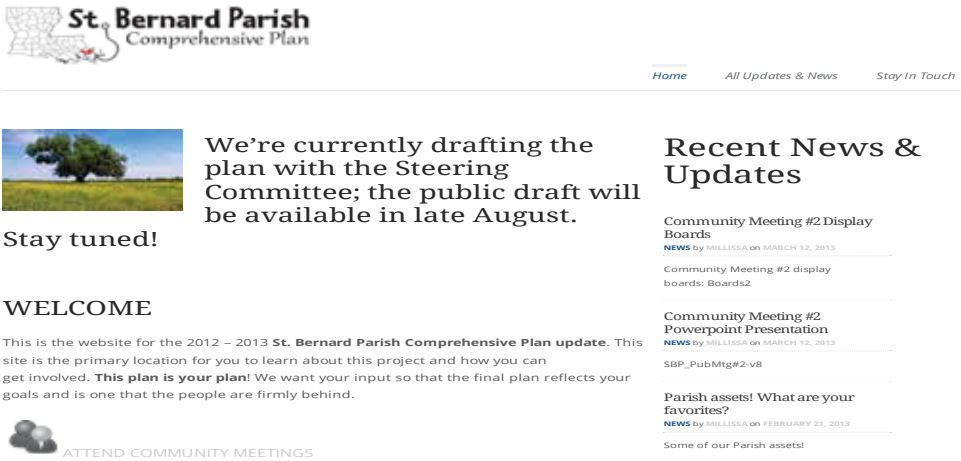 St. Bernard Parish
Comprehensive Plan
Home All Updates & News Stay In Touch
We're currently drafting the
plan with the Steering
Committee; the public draft will
be available in late August.
Stay tuned!
WELCOME
This is the website for the 2012 – 2013 St. Bernard Parish Comprehensive Plan update. This
site is the primary location for you to learn about this project and how you can
get involved. This plan is your plan! We want your input so that the final plan reflects your
goals and is one that the people are firmly behind.
ATTEND COMMUNITY MEETINGS
Recent News &
Updates
Community Meeting #2 Display
Boards
NEWS by MILLISSA on MARCH 12, 2013
Community Meeting #2 display
boards: Boards2
Community Meeting #2
Powerpoint Presentation
NEWS by MILLISSA on MARCH 12, 2013
SBP_PubMtg#2-v8
Parish assets! What are your
favorites?
NEWS by MILLISSA on FEBRUARY 21, 2013
Some of our Parish assets!